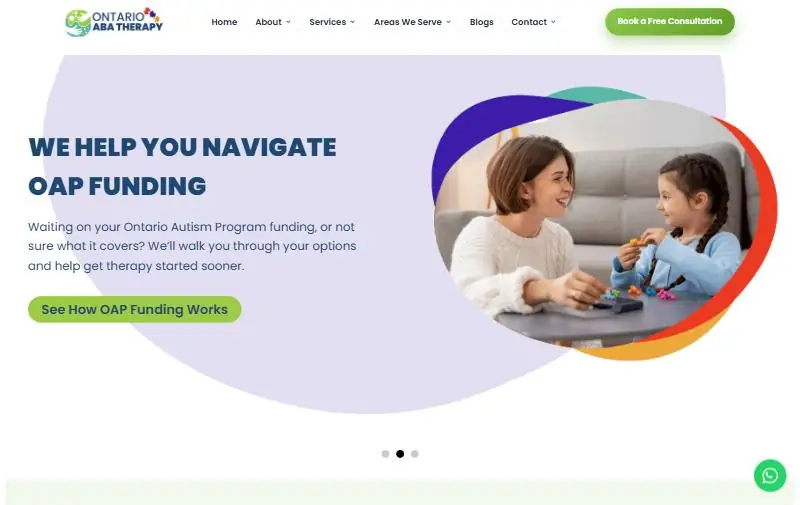 ONTARIO
ABA THERAPY
Home About Services Areas We Serve Blogs Contact
Book a Free Consultation
WE HELP YOU NAVIGATE
OAP FUNDING
Waiting on your Ontario Autism Program funding, or not
sure what it covers? We'll walk you through your options
and help get therapy started sooner.
See How OAP Funding Works